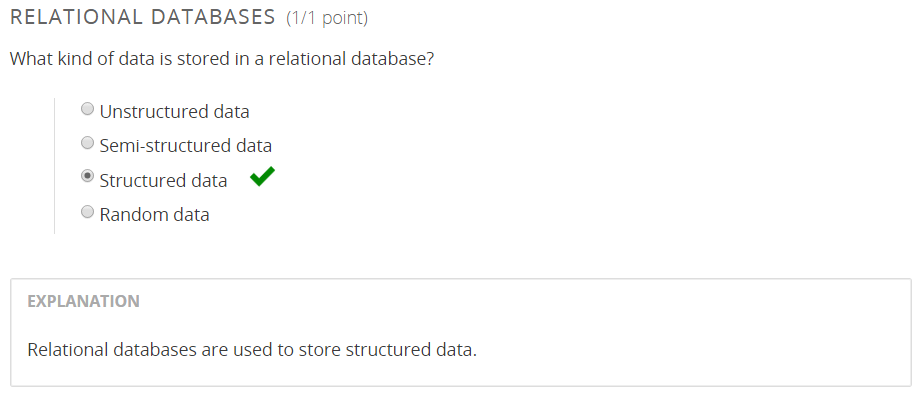 RELATIONAL DATABASES (1/1 point)
What kind of data is stored in a relational database?
Unstructured data
Semi-structured data
Structured data
Random data
EXPLANATION
Relational databases are used to store structured data.